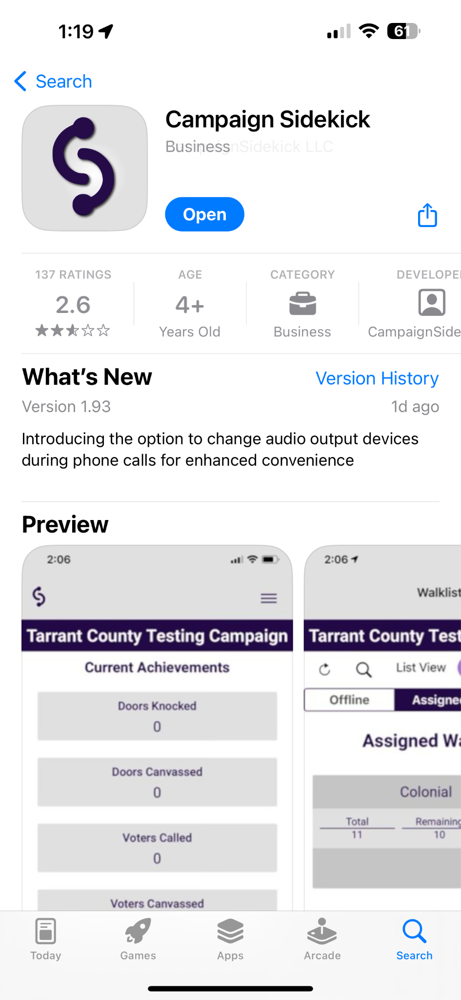 1:19
61
Search
Campaign Sidekick
Business
CampaignSidekick LLC
Open
137 RATINGS
2.6
AGE
4+
Years Old
CATEGORY
Business
DEVELOPE
CampaignSide
What's New
Version History
Version 1.93
1d ago
Introducing the option to change audio output devices
during phone calls for enhanced convenience
Preview
2:06
Tarrant County Testing Campaign
Current Achievements
Doors Knocked
0
Doors Canvassed
0
Voters Called
0
Voters Canvassed
2:06
Walklist
Tarrant County Test
List View
Offline
Assigne
Assigned Wa
Colonial
Total
Remaining
11
10
Today
Games
Apps
Arcade
Search